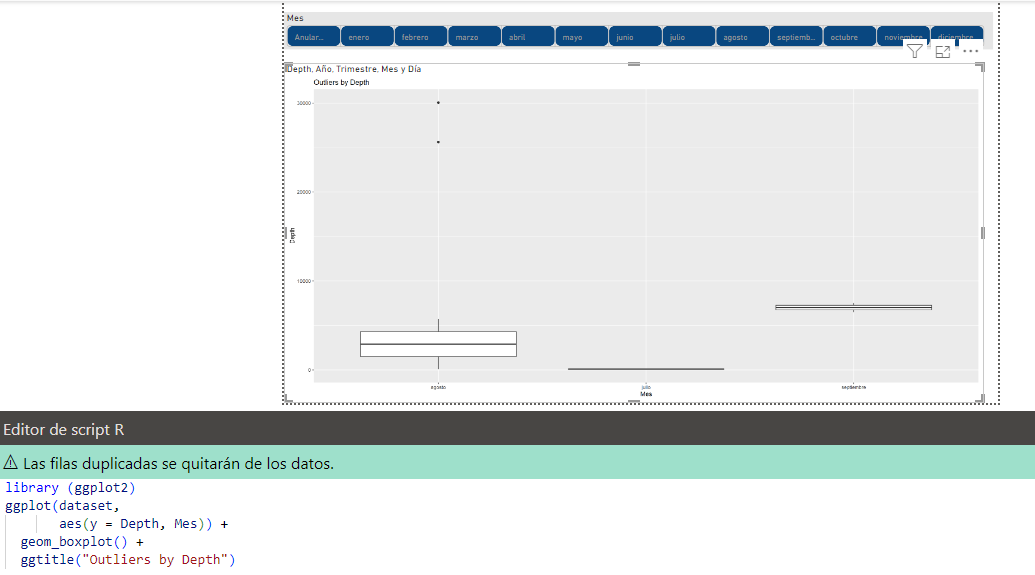 Mes
Anular... enero febrero marzo abril mayo junio julio agosto septiemb... octubre noviembre diciembre
Depth, Año, Trimestre, Mes y Día
Outliers by Depth
30000
20000
Depth
10000
0
agosto julio septiembre
Mes
Editor de script R
Las filas duplicadas se quitarán de los datos.
library (ggplot2)
ggplot(dataset,
aes(y = Depth, Mes)) +
geom_boxplot() +
ggtitle("Outliers by Depth")